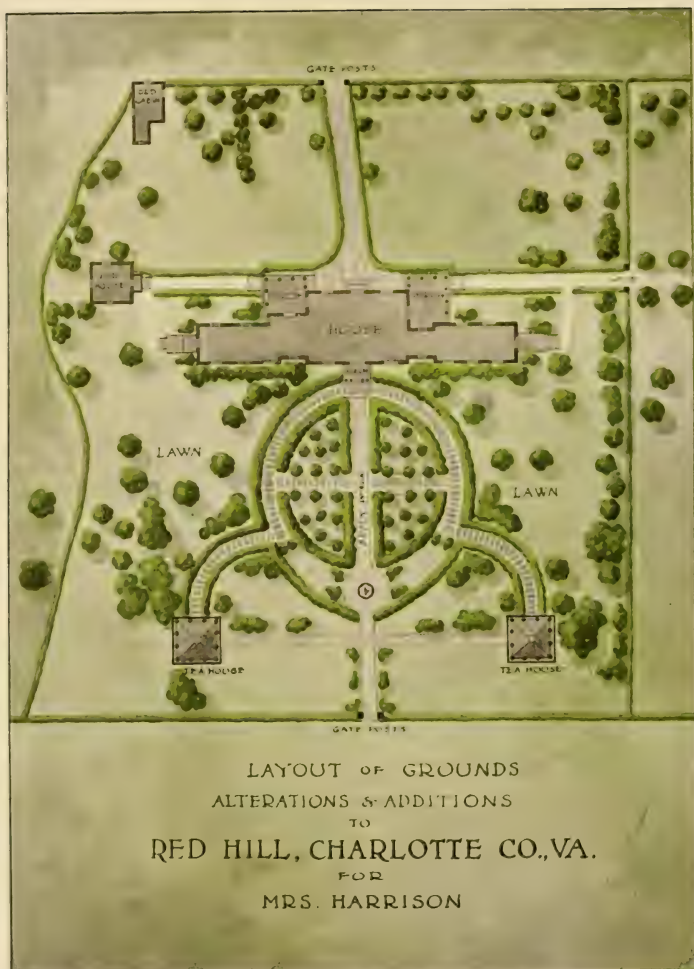 GATE POSTS
OLD
HOUSE
LAWN
LAWN
TEA HOUSE
TEA HOUSE
GATE POSTS
LAYOUT OF GROUNDS
ALTERATIONS & ADDITIONS
TO
RED HILL, CHARLOTTE CO., VA.
FOR
MRS. HARRISON